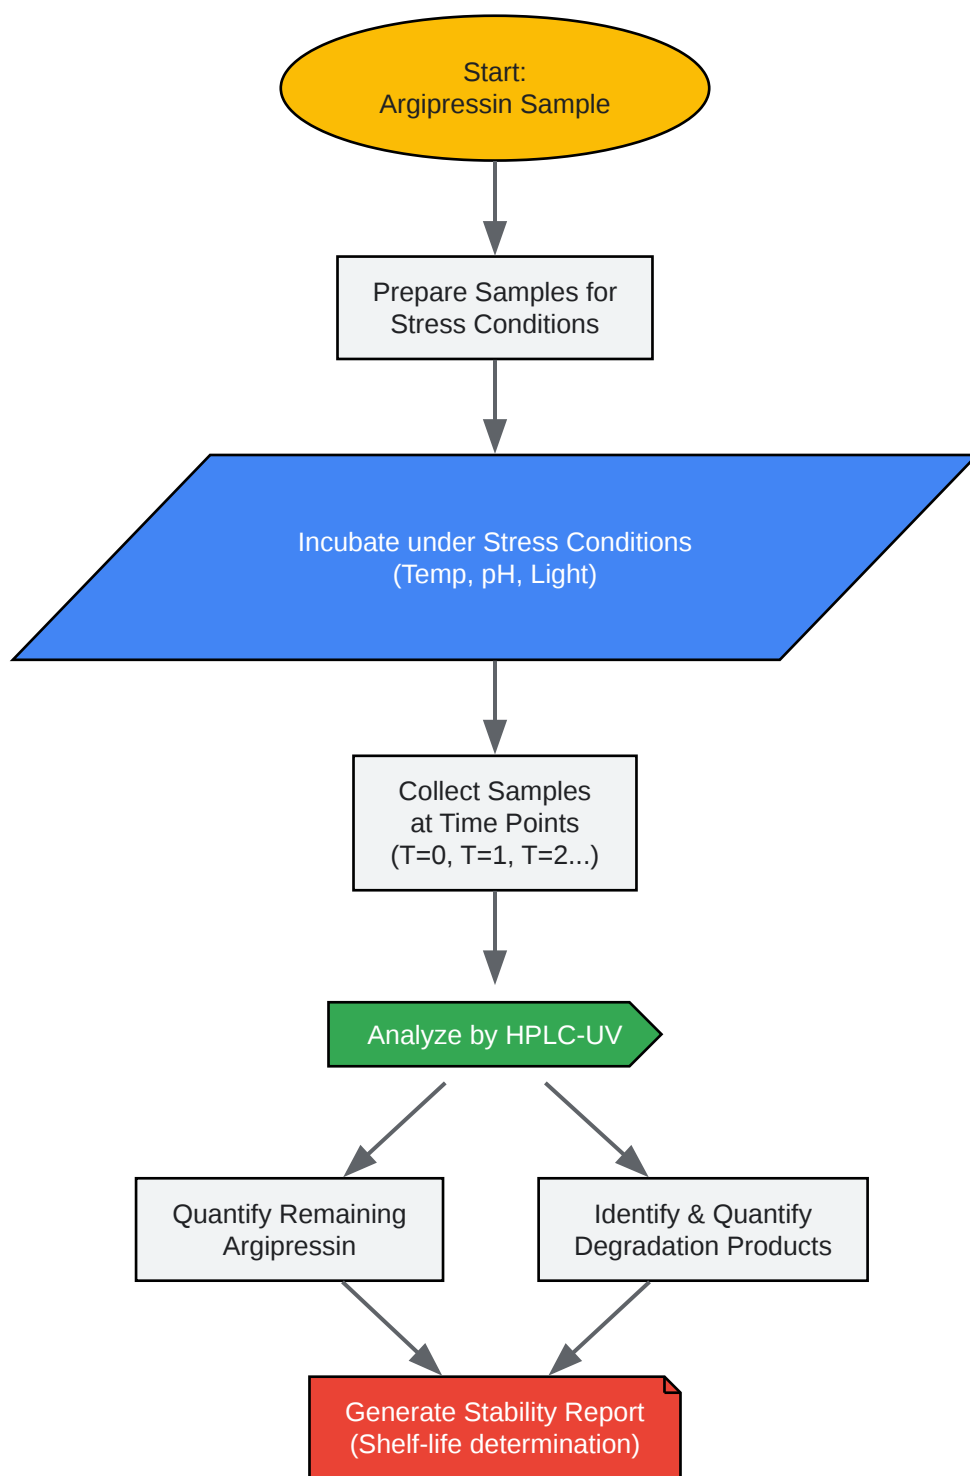 Start:
Argipressin Sample
Prepare Samples for
Stress Conditions
Incubate under Stress Conditions
(Temp, pH, Light)
Collect Samples
at Time Points
(T=0, T=1, T=2...)
Analyze by HPLC-UV
Quantify Remaining
Argipressin
Identify & Quantify
Degradation Products
Generate Stability Report
(Shelf-life determination)